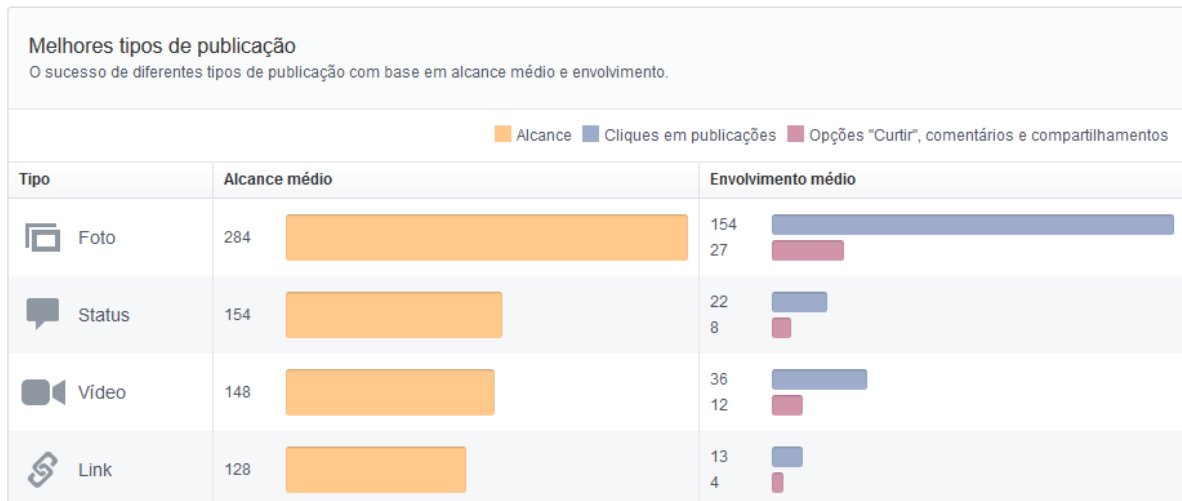 Melhores tipos de publicação
O sucesso de diferentes tipos de publicação com base em alcance médio e envolvimento.
Alcance Cliques em publicações Opções "Curtir", comentários e compartilhamentos
Tipo Alcance médio Envolvimento médio
Foto 284 154
27
Status 154 22
8
Vídeo 148 36
12
Link 128 13
4